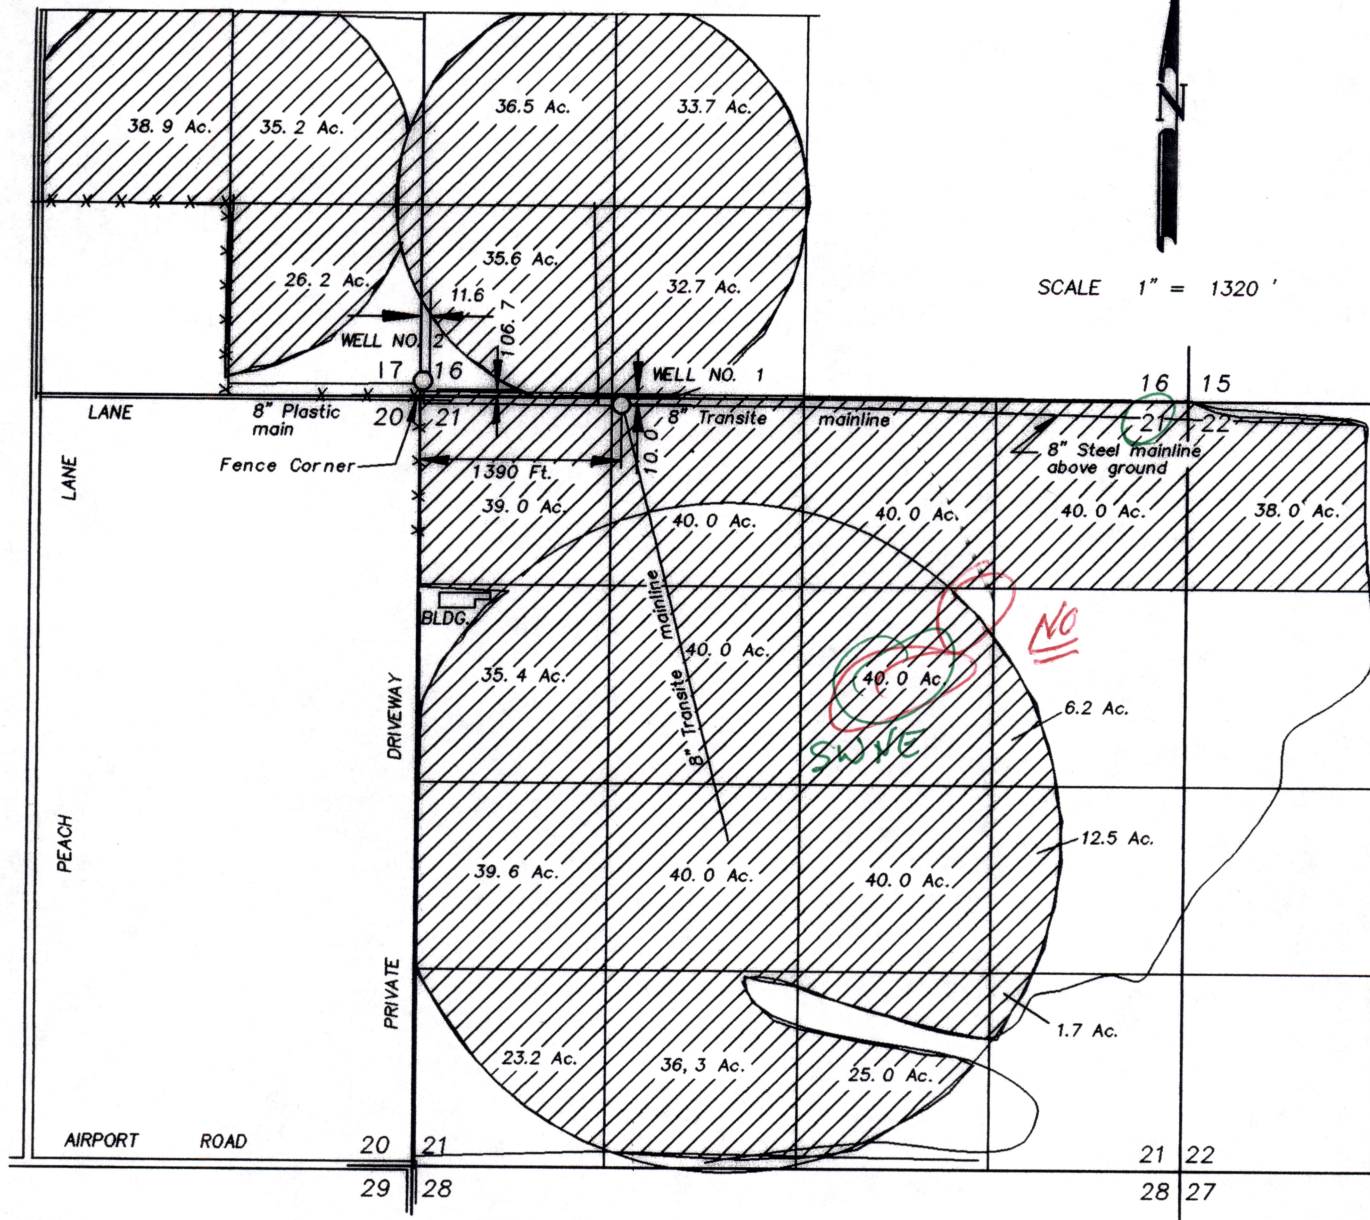 36.5 Ac. 33.7 Ac.
N
38. 9 Ac. 35. 2 Ac.
35.6 Ac.
26. 2 Ac. 32.7 Ac.
SCALE 1" = 1320 '
11.6
106. 7
WELL NO. 2
17 16
WELL NO. 1
16 15
LANE
8" Plastic
main
20 21
8" Transite mainline
21 22
8" Steel mainline
above ground
Fence Corner
1390 Ft.
10. 0
LANE
39. 0 Ac.
40. 0 Ac.
40. 0 Ac.
40. 0 Ac.
38. 0 Ac.
BLDG.
NO
8" Transite mainline
35. 4 Ac.
40. 0 Ac.
40. 0 Ac.
6.2 Ac.
SWNE
DRIVEWAY
PEACH
12.5 Ac.
39. 6 Ac.
40. 0 Ac.
40. 0 Ac.
PRIVATE
1.7 Ac.
23.2 Ac.
36, 3 Ac.
25. 0 Ac.
AIRPORT ROAD
20 21
21 22
29 28
28 27